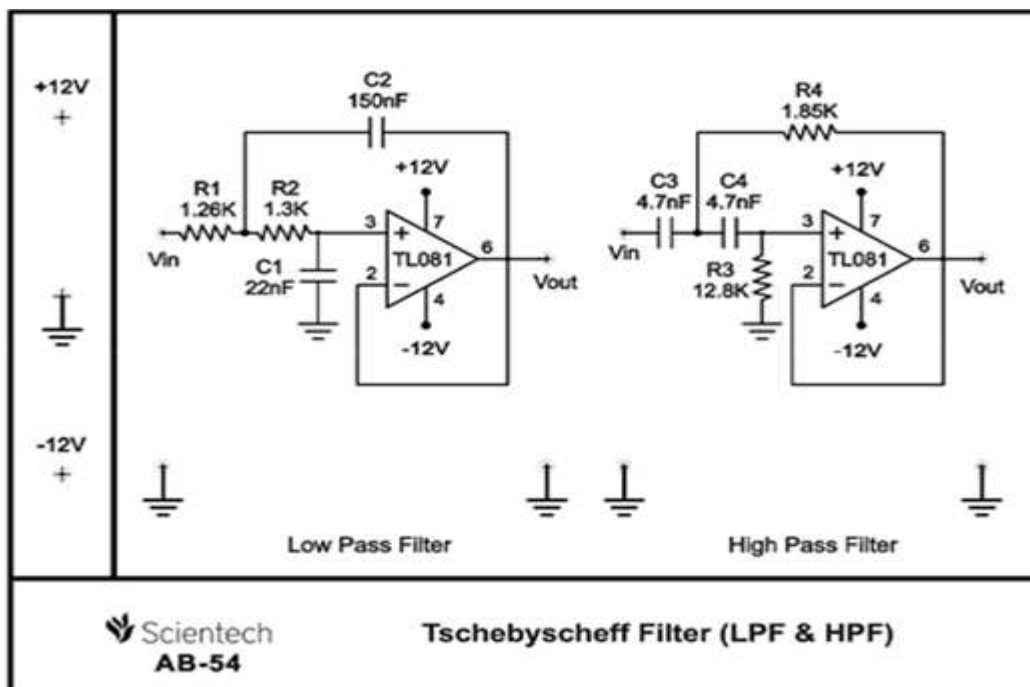 +12V
-12V
C2
150nF
R1
1.26K
R2
1.3K
C1
22nF
+12V
3
7
+
TL081
6
2
−
4
-12V
Vin
Vout
Low Pass Filter
R4
1.85K
C3
4.7nF
C4
4.7nF
R3
12.8K
+12V
3
7
+
TL081
6
2
−
4
-12V
Vin
Vout
High Pass Filter
Scientech
AB-54
Tschebyscheff Filter (LPF & HPF)